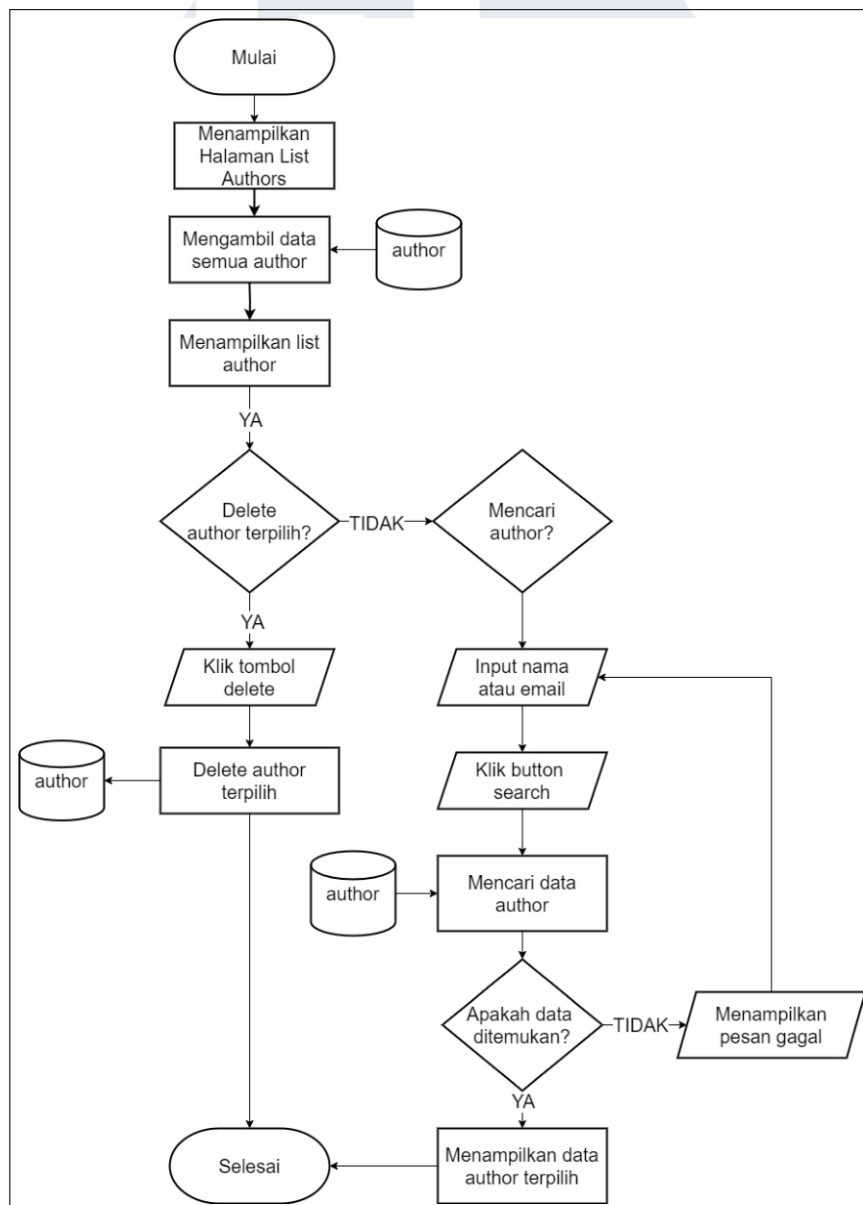 Mulai
Menampilkan
Halaman List
Authors
Mengambil data
semua author
author
Menampilkan list
author
YA
Delete
author terpilih?
TIDAK
Mencari
author?
YA
Klik tombol
delete
Input nama
atau email
author
Delete author
terpilih
Klik button
search
author
Mencari data
author
Apakah data
ditemukan?
TIDAK
Menampilkan
pesan gagal
YA
Selesai
Menampilkan data
author terpilih